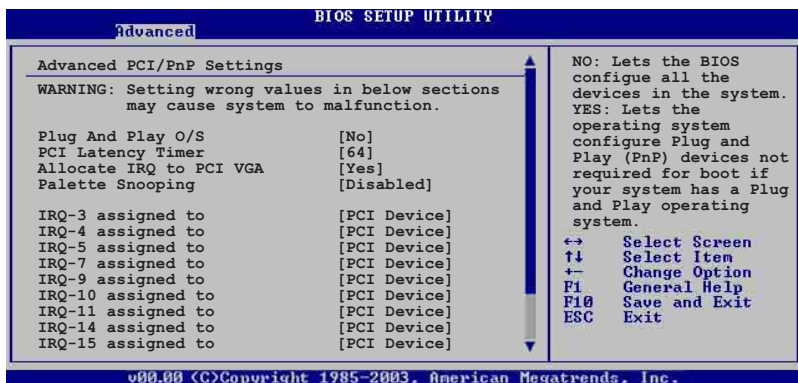 BIOS SETUP UTILITY
Advanced
Advanced PCI/PnP Settings
WARNING: Setting wrong values in below sections
may cause system to malfunction.
Plug And Play O/S [No]
PCI Latency Timer [64]
Allocate IRQ to PCI VGA [Yes]
Palette Snooping [Disabled]
IRQ-3 assigned to [PCI Device]
IRQ-4 assigned to [PCI Device]
IRQ-5 assigned to [PCI Device]
IRQ-7 assigned to [PCI Device]
IRQ-9 assigned to [PCI Device]
IRQ-10 assigned to [PCI Device]
IRQ-11 assigned to [PCI Device]
IRQ-14 assigned to [PCI Device]
IRQ-15 assigned to [PCI Device]
NO: Lets the BIOS
configue all the
devices in the system.
YES: Lets the
operating system
configure Plug and
Play (PnP) devices not
required for boot if
your system has a Plug
and Play operating
system.
↔ Select Screen
↑↓ Select Item
+- Change Option
F1 General Help
F10 Save and Exit
ESC Exit
v00.00 (C)Copyright 1985-2003, American Megatrends, Inc.